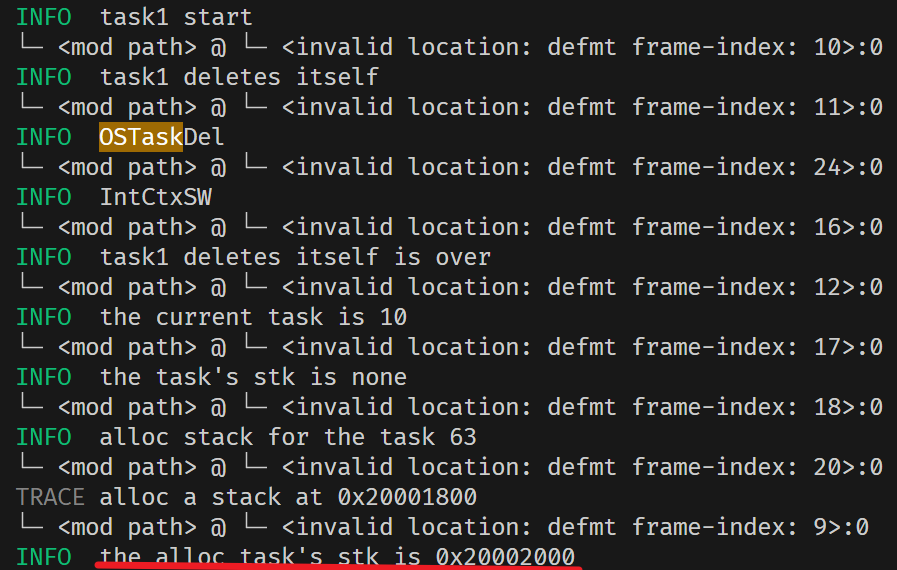 INFO  task1 start
└─ <mod path> @ └─ <invalid location: defmt frame-index: 10>:0
INFO  task1 deletes itself
└─ <mod path> @ └─ <invalid location: defmt frame-index: 11>:0
INFO  OSTaskDel
└─ <mod path> @ └─ <invalid location: defmt frame-index: 24>:0
INFO  IntCtxSW
└─ <mod path> @ └─ <invalid location: defmt frame-index: 16>:0
INFO  task1 deletes itself is over
└─ <mod path> @ └─ <invalid location: defmt frame-index: 12>:0
INFO  the current task is 10
└─ <mod path> @ └─ <invalid location: defmt frame-index: 17>:0
INFO  the task's stk is none
└─ <mod path> @ └─ <invalid location: defmt frame-index: 18>:0
INFO  alloc stack for the task 63
└─ <mod path> @ └─ <invalid location: defmt frame-index: 20>:0
TRACE alloc a stack at 0x20001800
└─ <mod path> @ └─ <invalid location: defmt frame-index: 9>:0
INFO  the alloc task's stk is 0x20002000